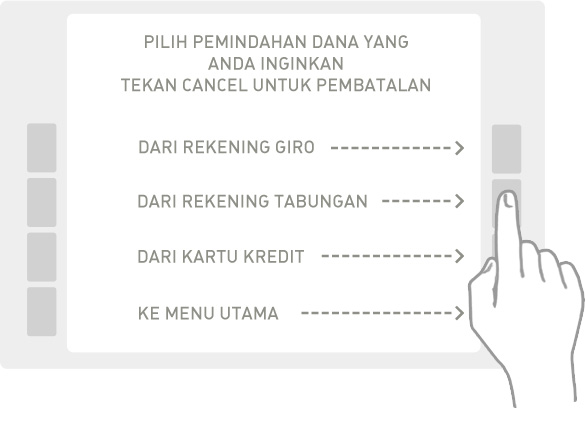 PILIH PEMINDAHAN DANA YANG
ANDA INGINKAN
TEKAN CANCEL UNTUK PEMBATALAN
DARI REKENING GIRO
DARI REKENING TABUNGAN
DARI KARTU KREDIT
KE MENU UTAMA